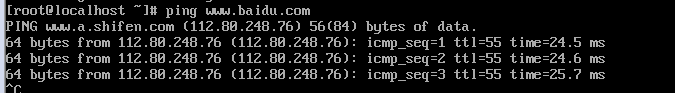 [root@localhost ~]# ping www.baidu.com
PING www.a.shifen.com (112.80.248.76) 56(84) bytes of data.
64 bytes from 112.80.248.76 (112.80.248.76): icmp_seq=1 ttl=55 time=24.5 ms
64 bytes from 112.80.248.76 (112.80.248.76): icmp_seq=2 ttl=55 time=24.6 ms
64 bytes from 112.80.248.76 (112.80.248.76): icmp_seq=3 ttl=55 time=25.7 ms
^C